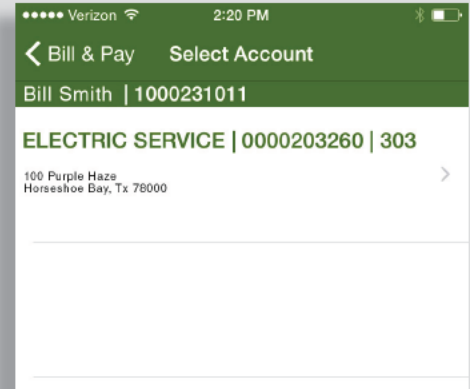 Verizon 2:20 PM
Bill & Pay Select Account
Bill Smith | 1000231011
ELECTRIC SERVICE | 0000203260 | 303
100 Purple Haze
Horseshoe Bay, Tx 78000